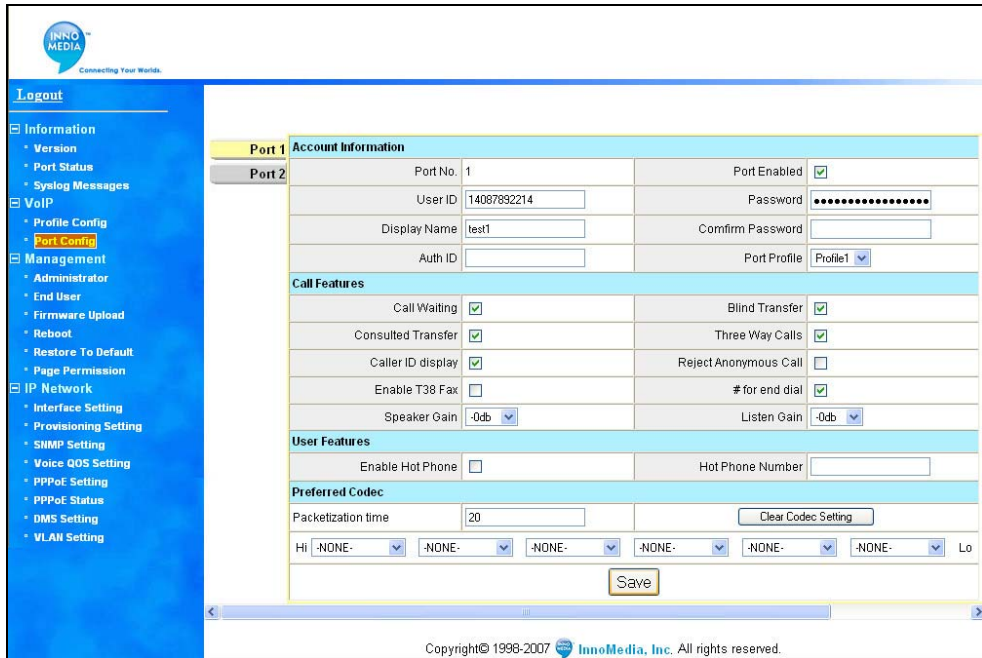 INNO
MEDIA
™
Connecting Your Worlds.
Logout
Information
Version
Port Status
Syslog Messages
VoIP
Profile Config
Port Config
Management
Administrator
End User
Firmware Upload
Reboot
Restore To Default
Page Permission
IP Network
Interface Setting
Provisioning Setting
SNMP Setting
Voice QOS Setting
PPPoE Setting
PPPoE Status
DMS Setting
VLAN Setting
Port 1
Port 2
Account Information
Port No. 1 Port Enabled
User ID 14087892214 Password ●●●●●●●●●●●●●●●●●
Display Name test1 Comfirm Password
Auth ID Port Profile Profile1
Call Features
Call Waiting Blind Transfer
Consulted Transfer Three Way Calls
Caller ID display Reject Anonymous Call
Enable T38 Fax # for end dial
Speaker Gain -0db Listen Gain -0db
User Features
Enable Hot Phone Hot Phone Number
Preferred Codec
Packetization time 20 Clear Codec Setting
Hi -NONE- -NONE- -NONE- -NONE- -NONE- -NONE- Lo
Save
Copyright© 1998-2007 InnoMedia, Inc. All rights reserved.